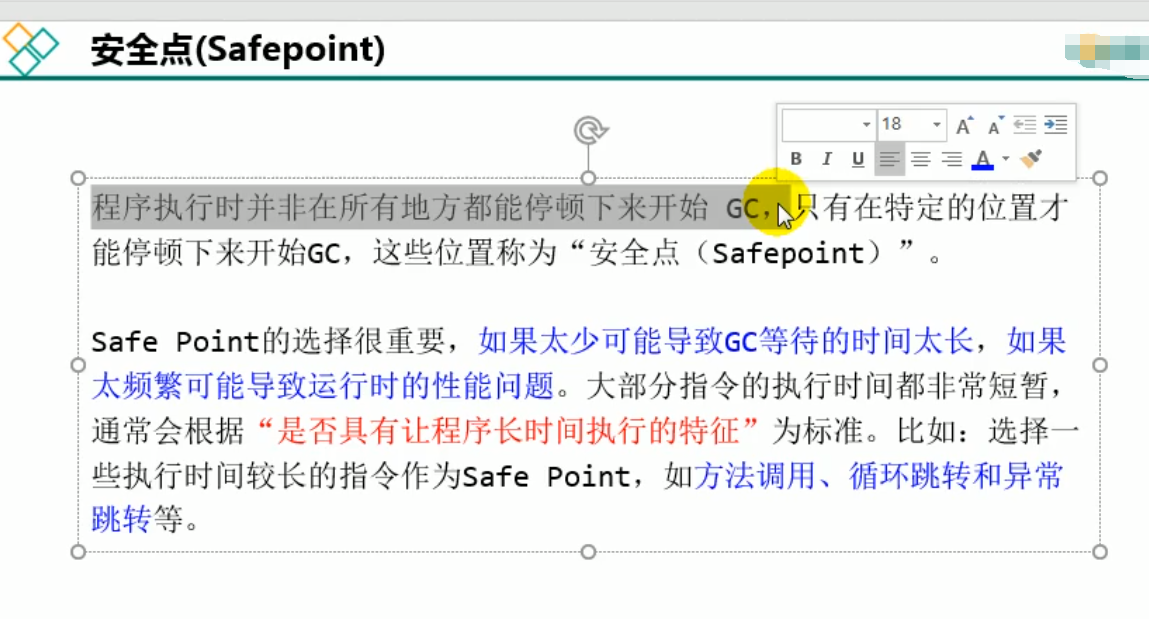 安全点(Safepoint)
18
B I U A
程序执行时并非在所有地方都能停顿下来开始 GC，只有在特定的位置才
能停顿下来开始GC，这些位置称为“安全点（Safepoint）”。
Safe Point的选择很重要，如果太少可能导致GC等待的时间太长，如果
太频繁可能导致运行时的性能问题。大部分指令的执行时间都非常短暂，
通常会根据“是否具有让程序长时间执行的特征”为标准。比如：选择一
些执行时间较长的指令作为Safe Point，如方法调用、循环跳转和异常
跳转等。